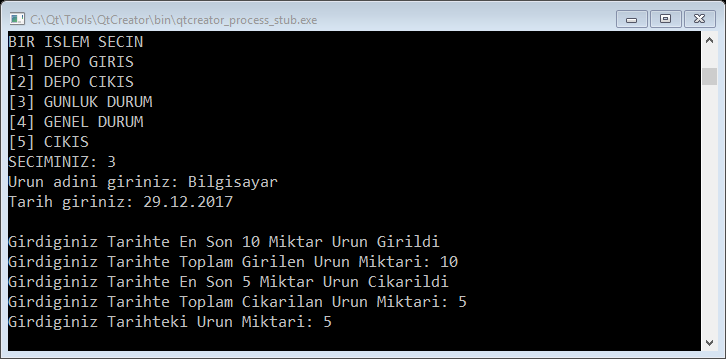 C:\Qt\Tools\QtCreator\bin\qtcreator_process_stub.exe
BIR ISLEM SECIN
[1] DEPO GIRIS
[2] DEPO CIKIS
[3] GUNLUK DURUM
[4] GENEL DURUM
[5] CIKIS
SECIMINIZ: 3
Urun adini giriniz: Bilgisayar
Tarih giriniz: 29.12.2017
Girdiginiz Tarihte En Son 10 Miktar Urun Girildi
Girdiginiz Tarihte Toplam Girilen Urun Miktari: 10
Girdiginiz Tarihte En Son 5 Miktar Urun Cikarildi
Girdiginiz Tarihte Toplam Cikarilan Urun Miktari: 5
Girdiginiz Tarihteki Urun Miktari: 5